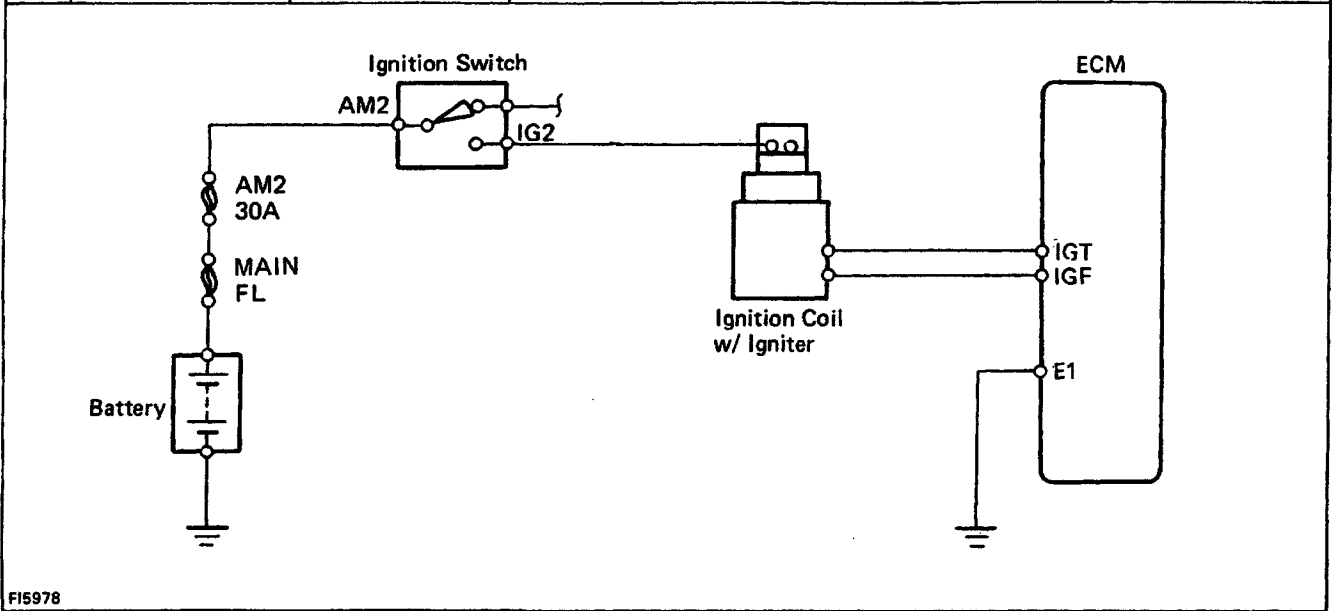 Ignition Switch
ECM
AM2
IG2
AM2
30A
MAIN
FL
IGT
IGF
Ignition Coil
w/ Igniter
E1
Battery
FI5978